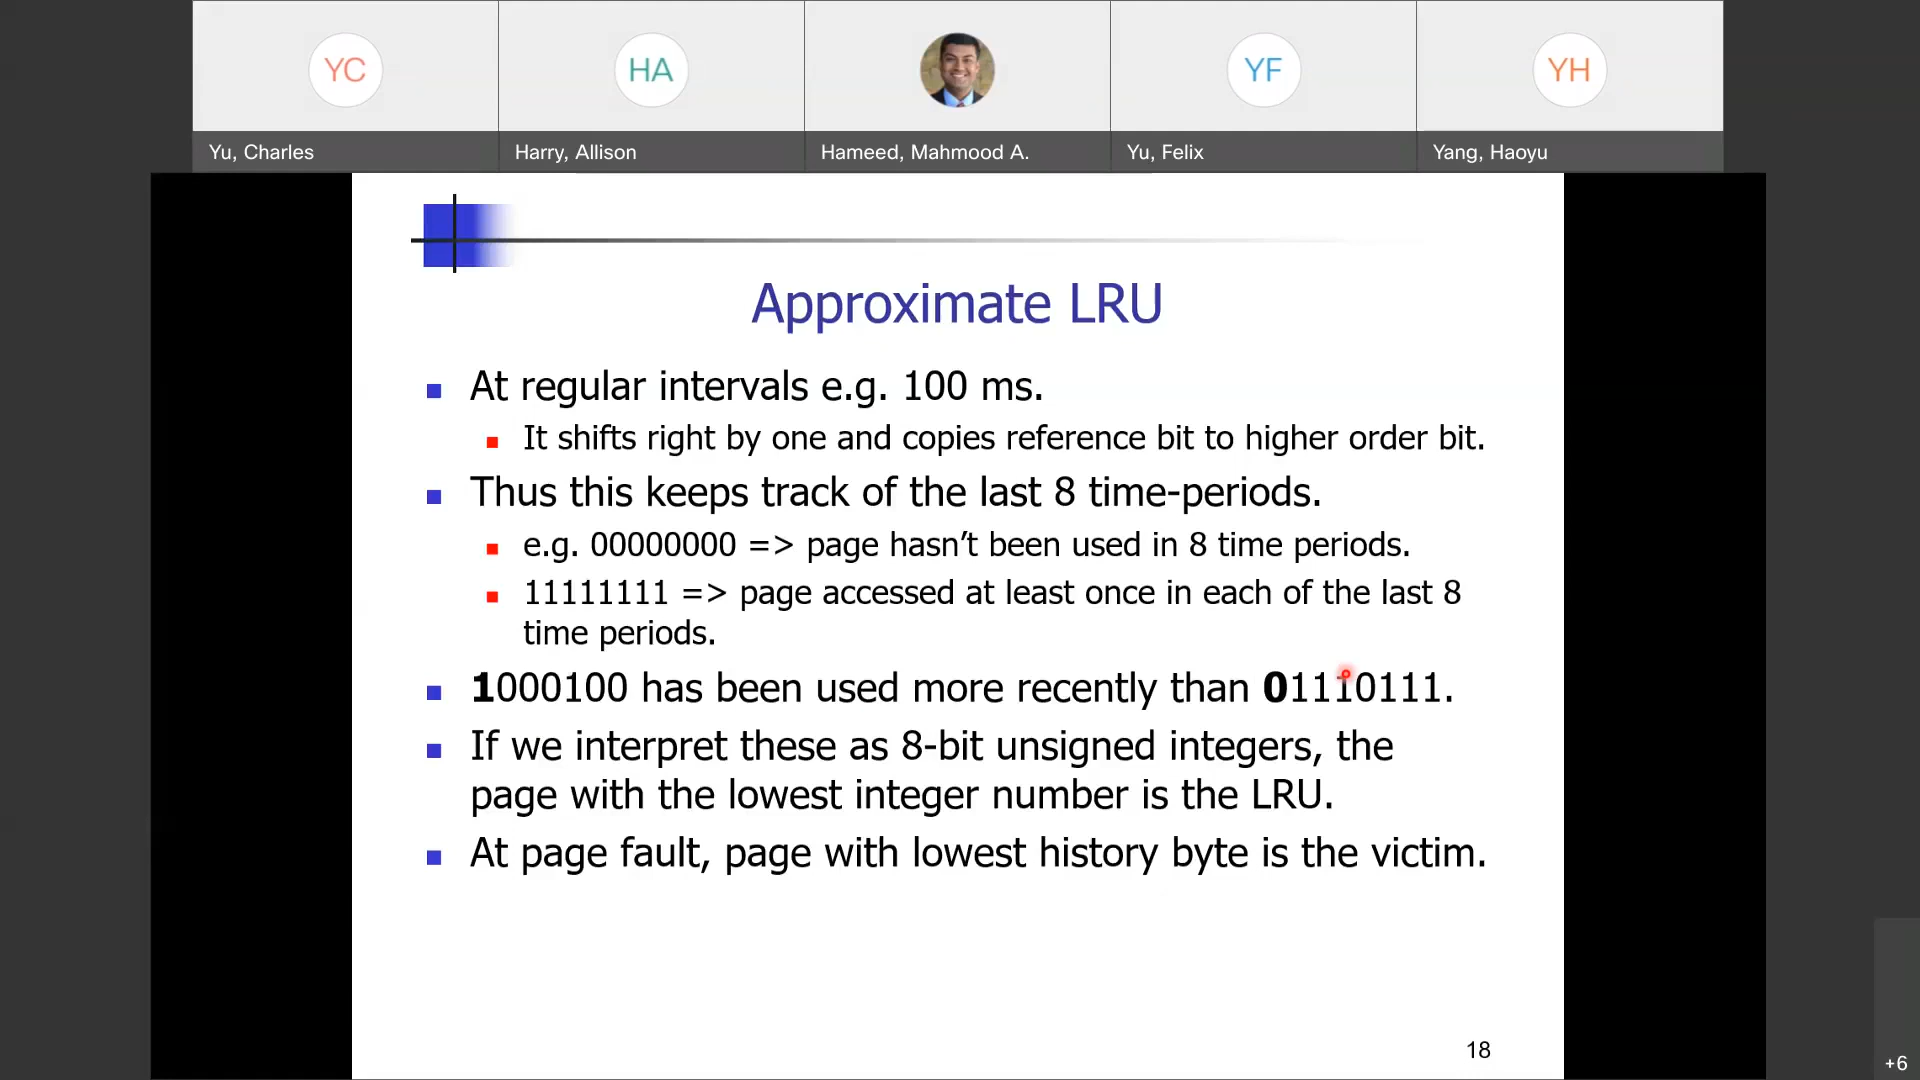 YC
HA
YF
YH
Yu, Charles
Harry, Allison
Hameed, Mahmood A.
Yu, Felix
Yang, Haoyu
Approximate LRU
At regular intervals e.g. 100 ms.
It shifts right by one and copies reference bit to higher order bit.
Thus this keeps track of the last 8 time-periods.
e.g. 00000000 => page hasn’t been used in 8 time periods.
11111111 => page accessed at least once in each of the last 8
time periods.
1000100 has been used more recently than 01110111.
If we interpret these as 8-bit unsigned integers, the
page with the lowest integer number is the LRU.
At page fault, page with lowest history byte is the victim.
18
+6